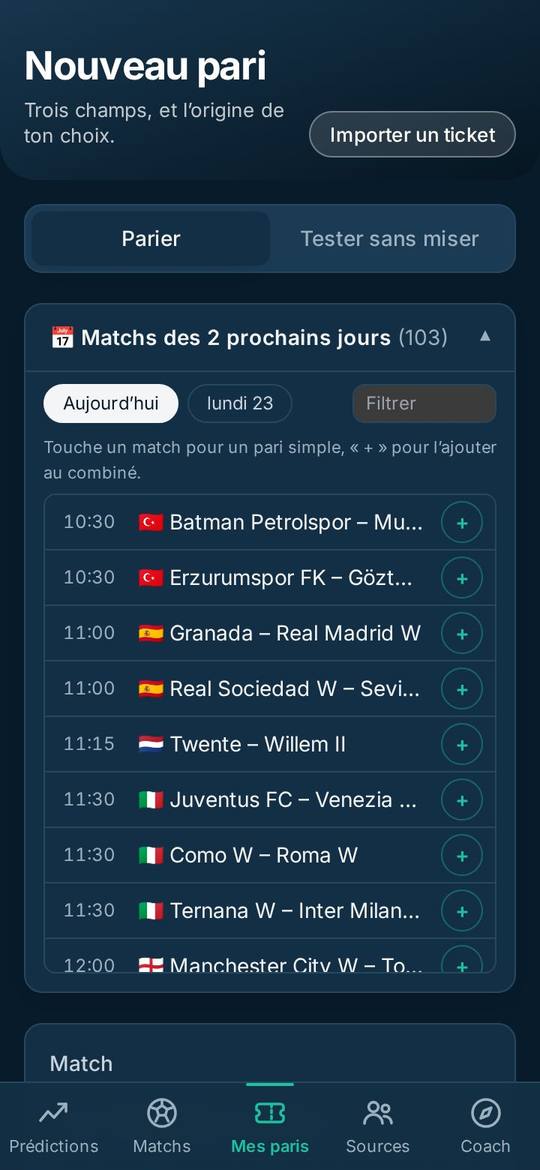 Nouveau pari
Trois champs, et l’origine de
ton choix.
Importer un ticket
Parier
Tester sans miser
Matchs des 2 prochains jours (103)
Aujourd’hui
lundi 23
Filtrer
Touche un match pour un pari simple, « + » pour l’ajouter
au combiné.
10:30 Batman Petrolspor – Mu... +
10:30 Erzurumspor FK – Gözt... +
11:00 Granada – Real Madrid W +
11:00 Real Sociedad W – Sevi... +
11:15 Twente – Willem II +
11:30 Juventus FC – Venezia ... +
11:30 Como W – Roma W +
11:30 Ternana W – Inter Milan... +
12:00 Manchester City W – To... +
Match
Prédictions
Matchs
Mes paris
Sources
Coach